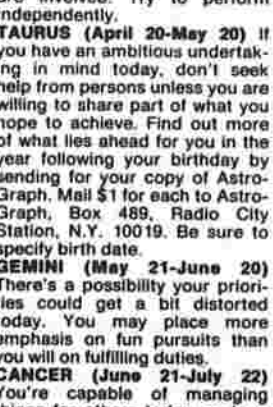 are involved. Try to perform
independently.
TAURUS (April 20-May 20) If
you have an ambitious undertak-
ing in mind today, don't seek
help from persons unless you are
willing to share part of what you
hope to achieve. Find out more
of what lies ahead for you in the
year following your birthday by
sending for your copy of Astro-
Graph. Mail $1 for each to Astro-
Graph, Box 489, Radio City
Station, N.Y. 10019. Be sure to
specify birth date.
GEMINI (May 21-June 20)
There's a possibility your priori-
ties could get a bit distorted
today. You may place more
emphasis on fun pursuits than
you will on fulfilling duties.
CANCER (June 21-July 22)
You're capable of managing